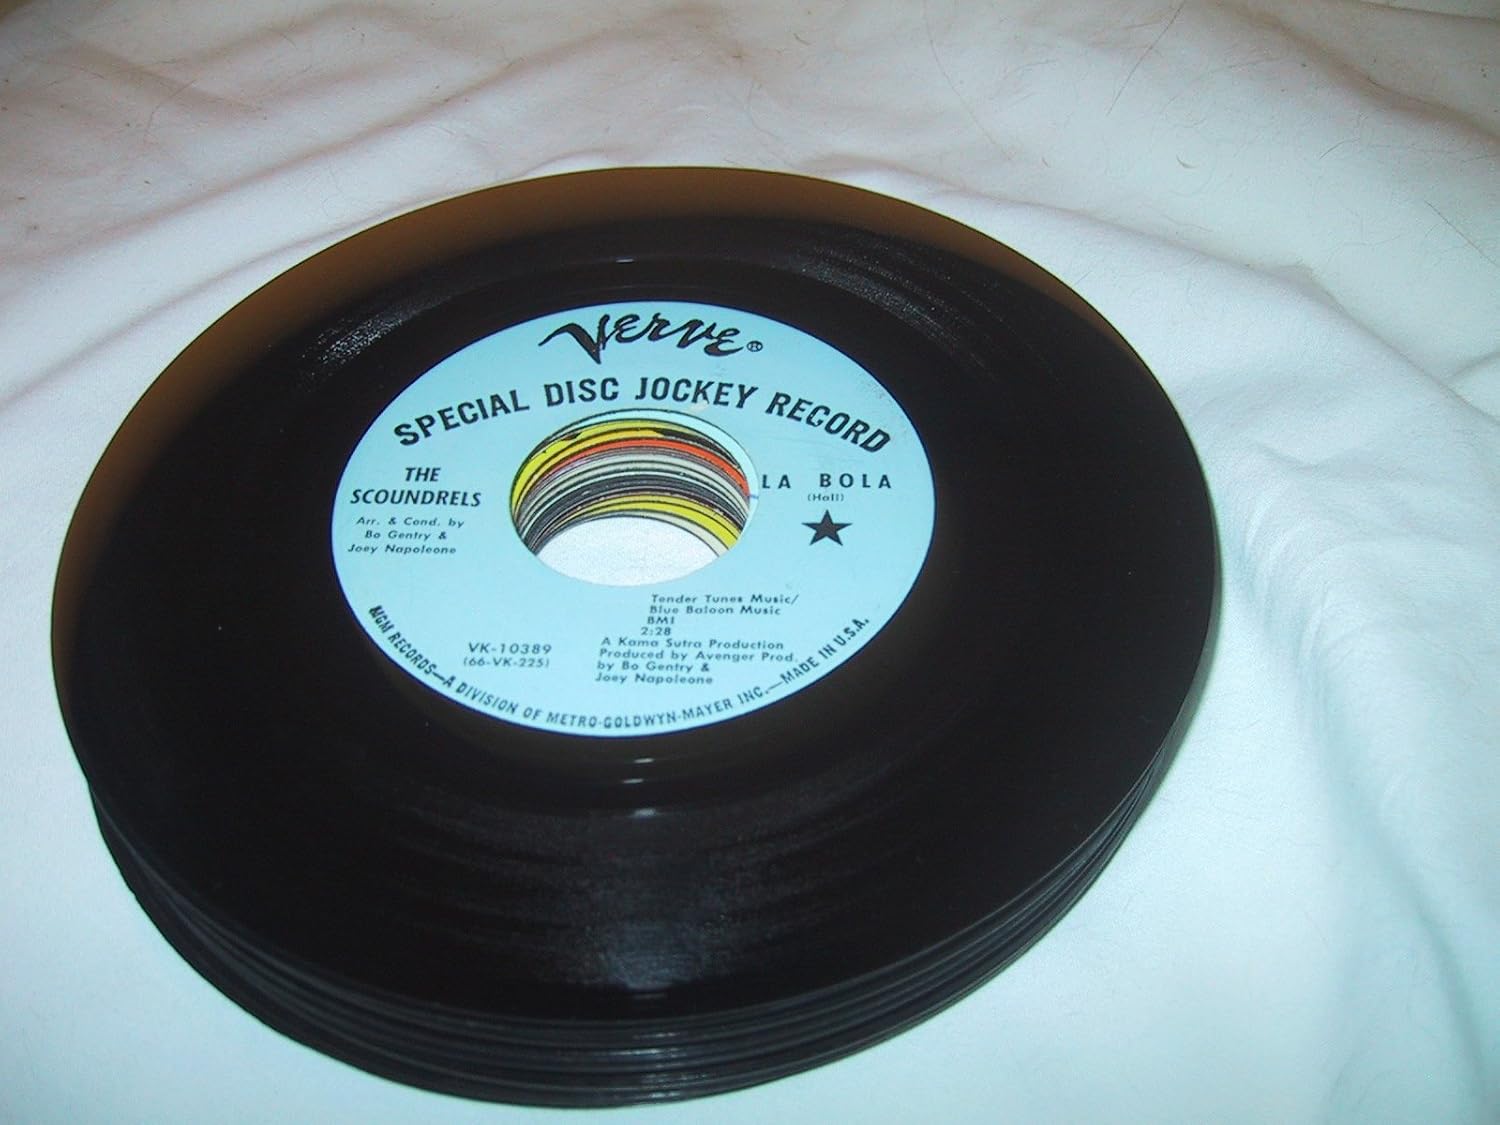 VERVE®
SPECIAL DISC JOCKEY RECORD
THE
SCOUNDRELS
Arr. & Cond. by
Bo Gentry &
Joey Napoleone
LA BOLA
(Hall)
Tender Tunes Music/
Blue Baloon Music
BMI
2:28
VK-10389
(66-VK-225)
A Kama Sutra Production
Produced by Avenger Prod.
by Bo Gentry &
Joey Napoleone
MGM RECORDS—A DIVISION OF METRO-GOLDWYN-MAYER INC.—MADE IN U.S.A.